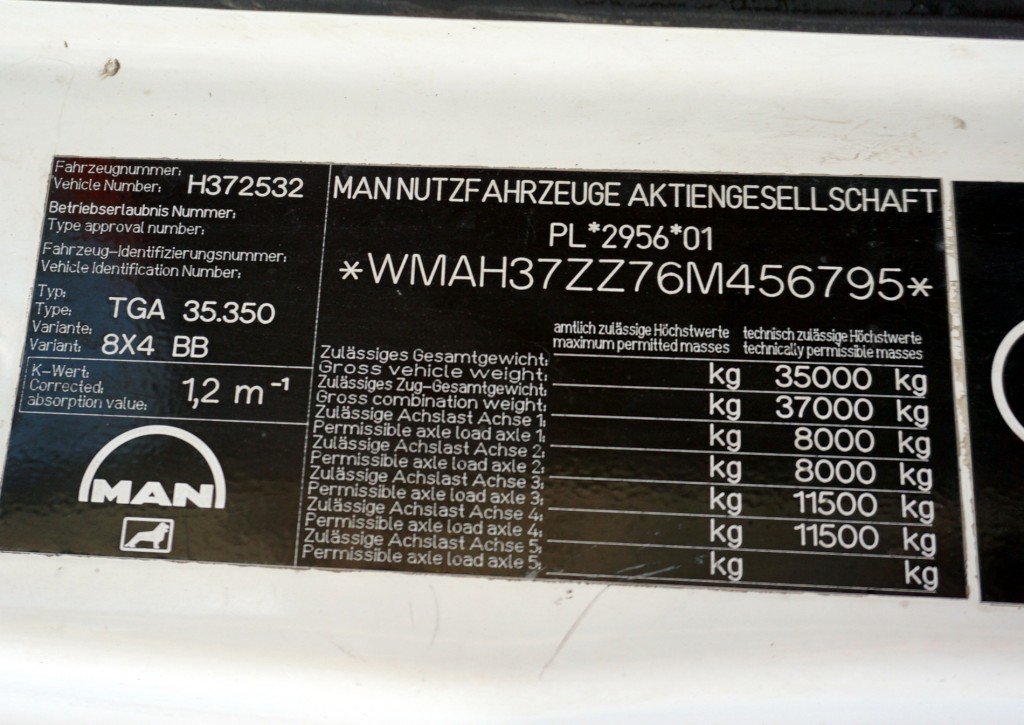 Fahrzeugnummer:
Vehicle Number: H372532
Betriebserlaubnis Nummer:
Type approval number:
Fahrzeug-Identifizierungsnummer:
Vehicle Identification Number:
Typ:
Type: TGA 35.350
Variante:
Variant: 8X4 BB
K-Wert:
Corrected: 1,2 m⁻¹
absorption value:
MAN
MAN NUTZFAHRZEUGE AKTIENGESELLSCHAFT
PL*2956*01
*WMAH37ZZ76M456795*
amtlich zulässige Höchstwerte technisch zulässige Höchstwerte
maximum permitted masses technically permissible masses
Zulässiges Gesamtgewicht:
Gross vehicle weight: kg 35000 kg
Zulässiges Zug-Gesamtgewicht:
Gross combination weight: kg 37000 kg
Zulässige Achslast Achse 1:
Permissible axle load axle 1: kg 8000 kg
Zulässige Achslast Achse 2:
Permissible axle load axle 2: kg 8000 kg
Zulässige Achslast Achse 3:
Permissible axle load axle 3: kg 11500 kg
Zulässige Achslast Achse 4:
Permissible axle load axle 4: kg 11500 kg
Zulässige Achslast Achse 5:
Permissible axle load axle 5: kg kg